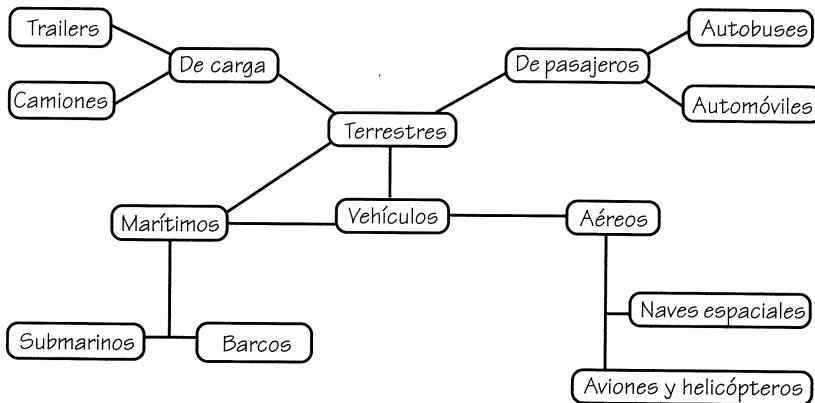 Trailers
Autobuses
De carga
De pasajeros
Camiones
Automóviles
Terrestres
Marítimos
Vehículos
Aéreos
Naves espaciales
Submarinos
Barcos
Aviones y helicópteros